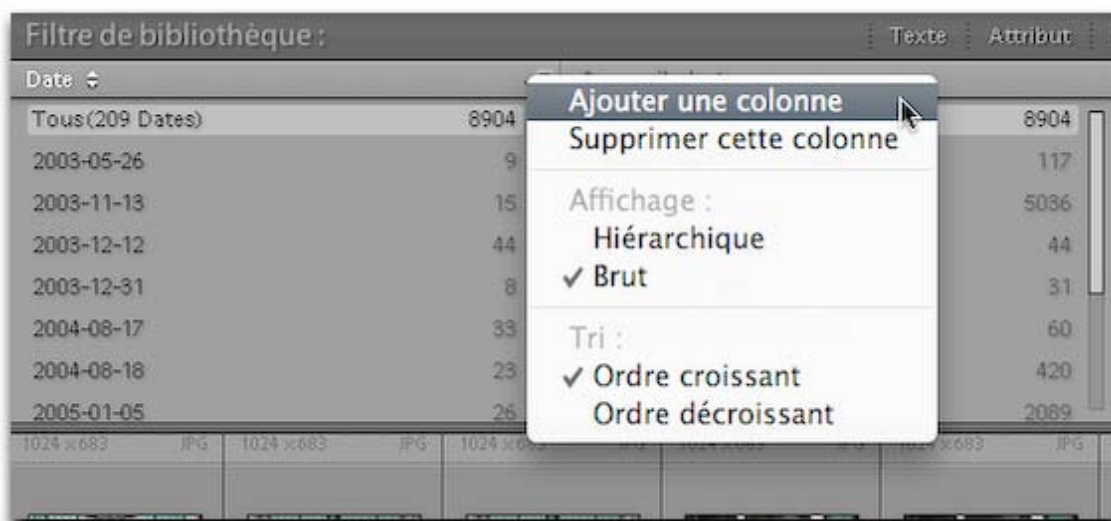 Filtre de bibliothèque :
Texte
Attribut
Date
Tous(209 Dates) 8904
8904
2003-05-26 9
117
2003-11-13 15
5036
2003-12-12 44
44
2003-12-31 8
31
2004-08-17 33
60
2004-08-18 23
420
2005-01-05 26
2089
Ajouter une colonne
Supprimer cette colonne
Affichage :
Hiérarchique
✓ Brut
Tri :
✓ Ordre croissant
Ordre décroissant
1024 x683 JPG
1024 x683 JPG
1024
JPG